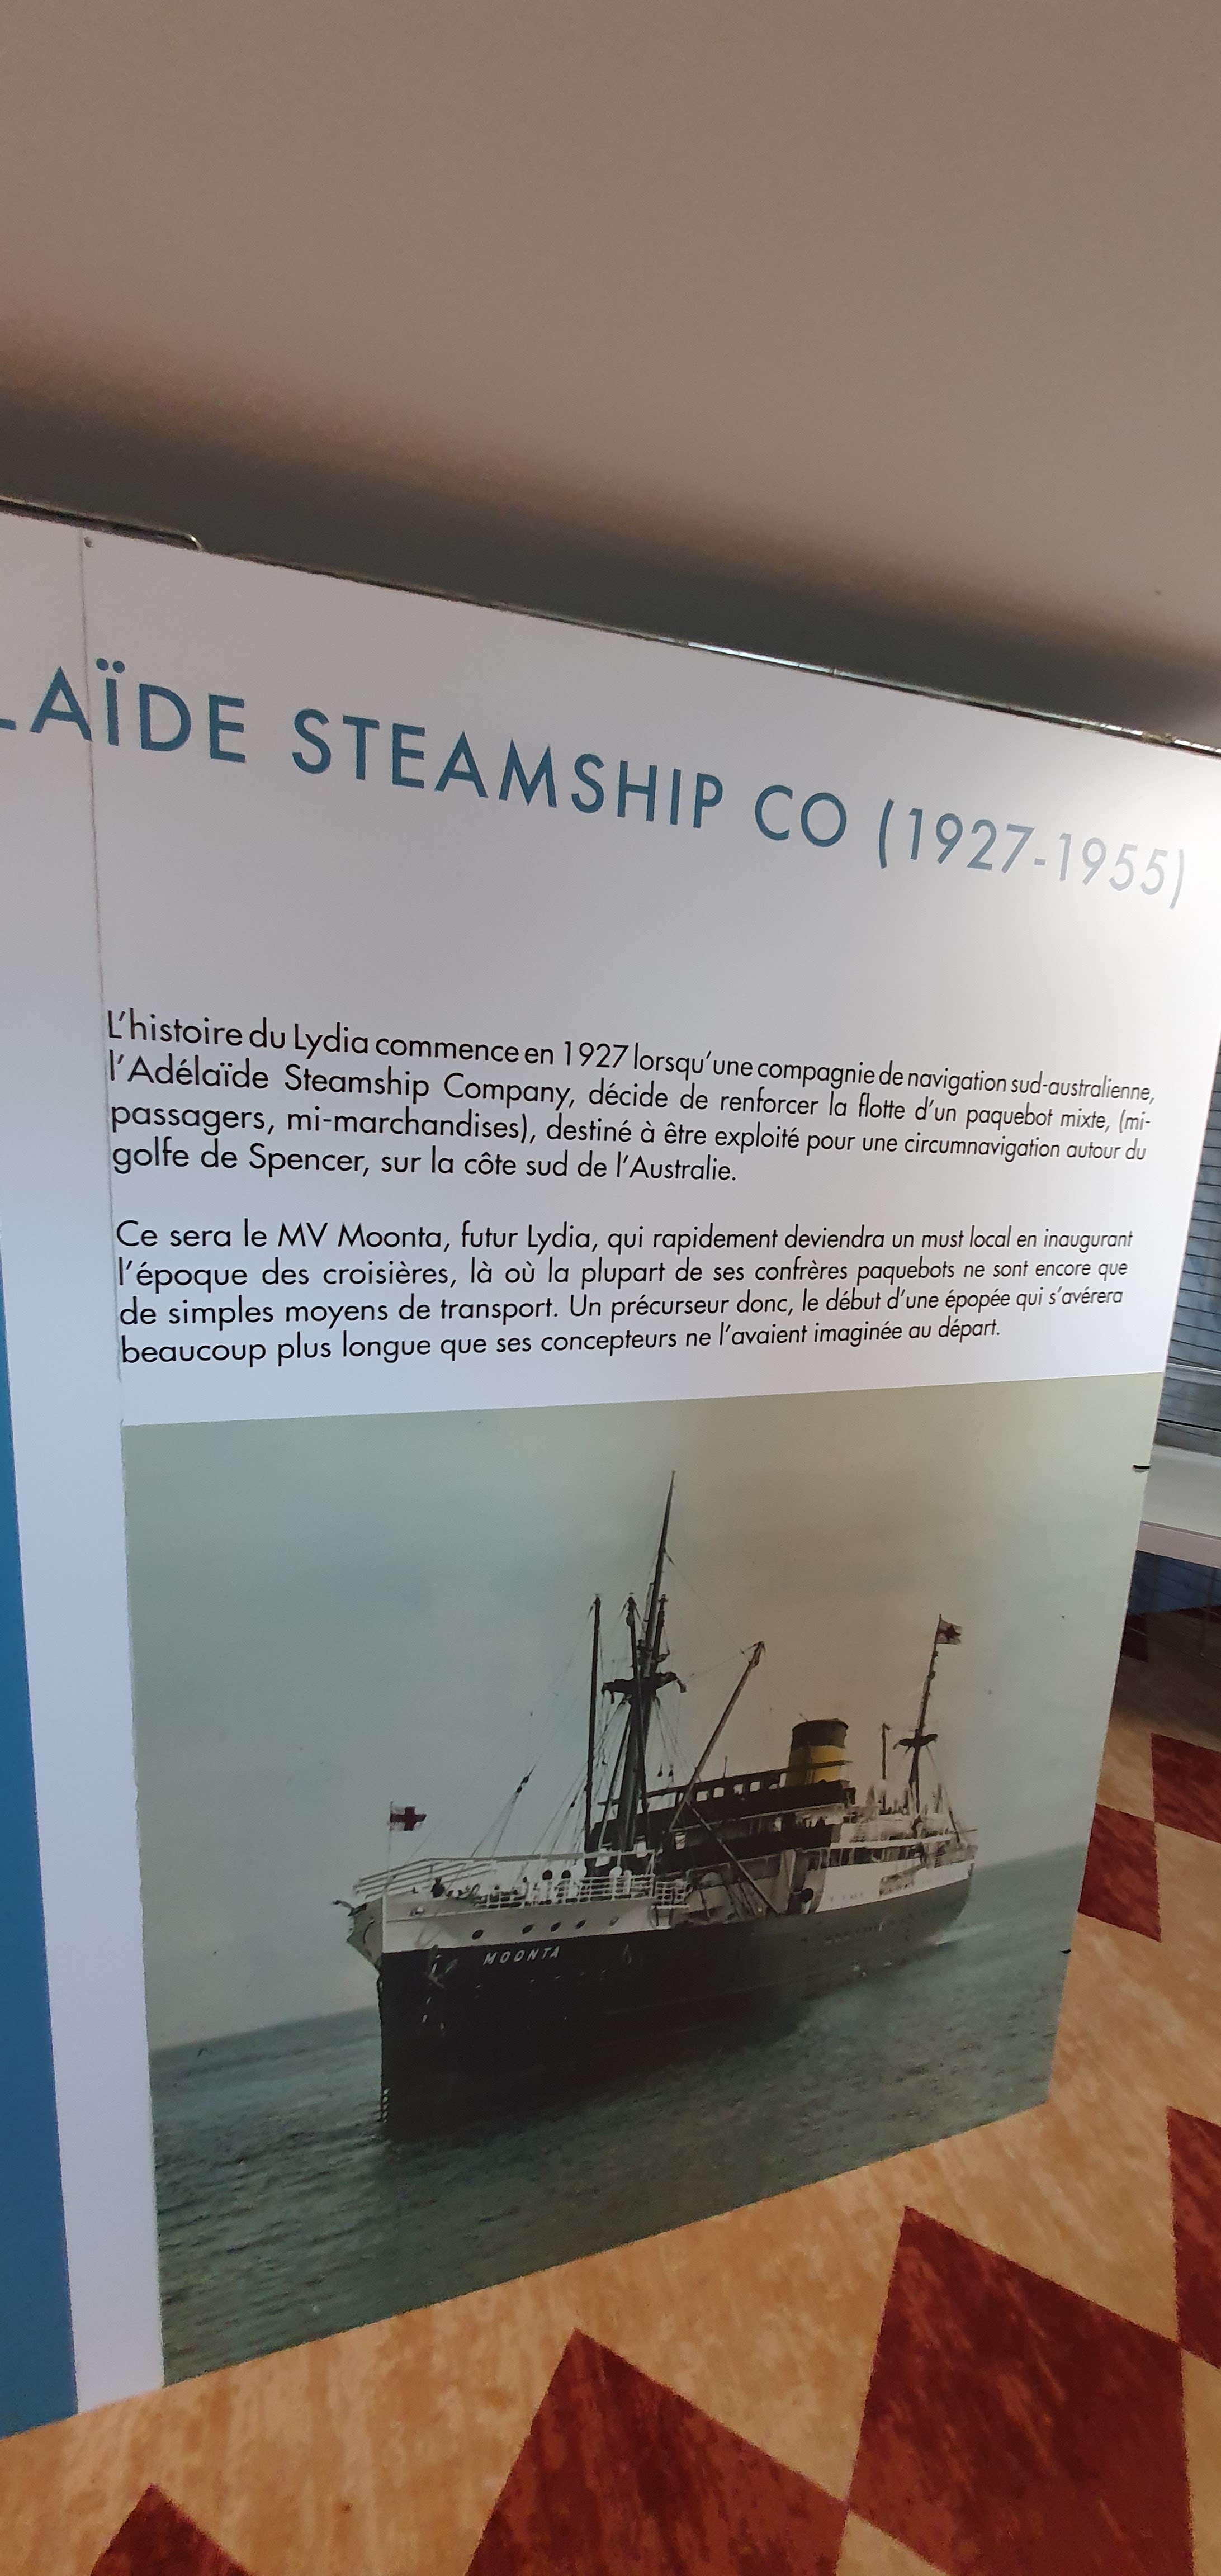 LAÏDE STEAMSHIP CO (1927-1955)
L'histoire du Lydia commence en 1927 lorsqu'une compagnie de navigation sud-australienne,
l'Adélaïde Steamship Company, décide de renforcer la flotte d'un paquebot mixte, (mi-
passagers, mi-marchandises), destiné à être exploité pour une circumnavigation autour du
golfe de Spencer, sur la côte sud de l'Australie.
Ce sera le MV Moonta, futur Lydia, qui rapidement deviendra un must local en inaugurant
l'époque des croisières, là où la plupart de ses confrères paquebots ne sont encore que
de simples moyens de transport. Un précurseur donc, le début d'une épopée qui s'avérera
beaucoup plus longue que ses concepteurs ne l'avaient imaginée au départ.
MOONTA